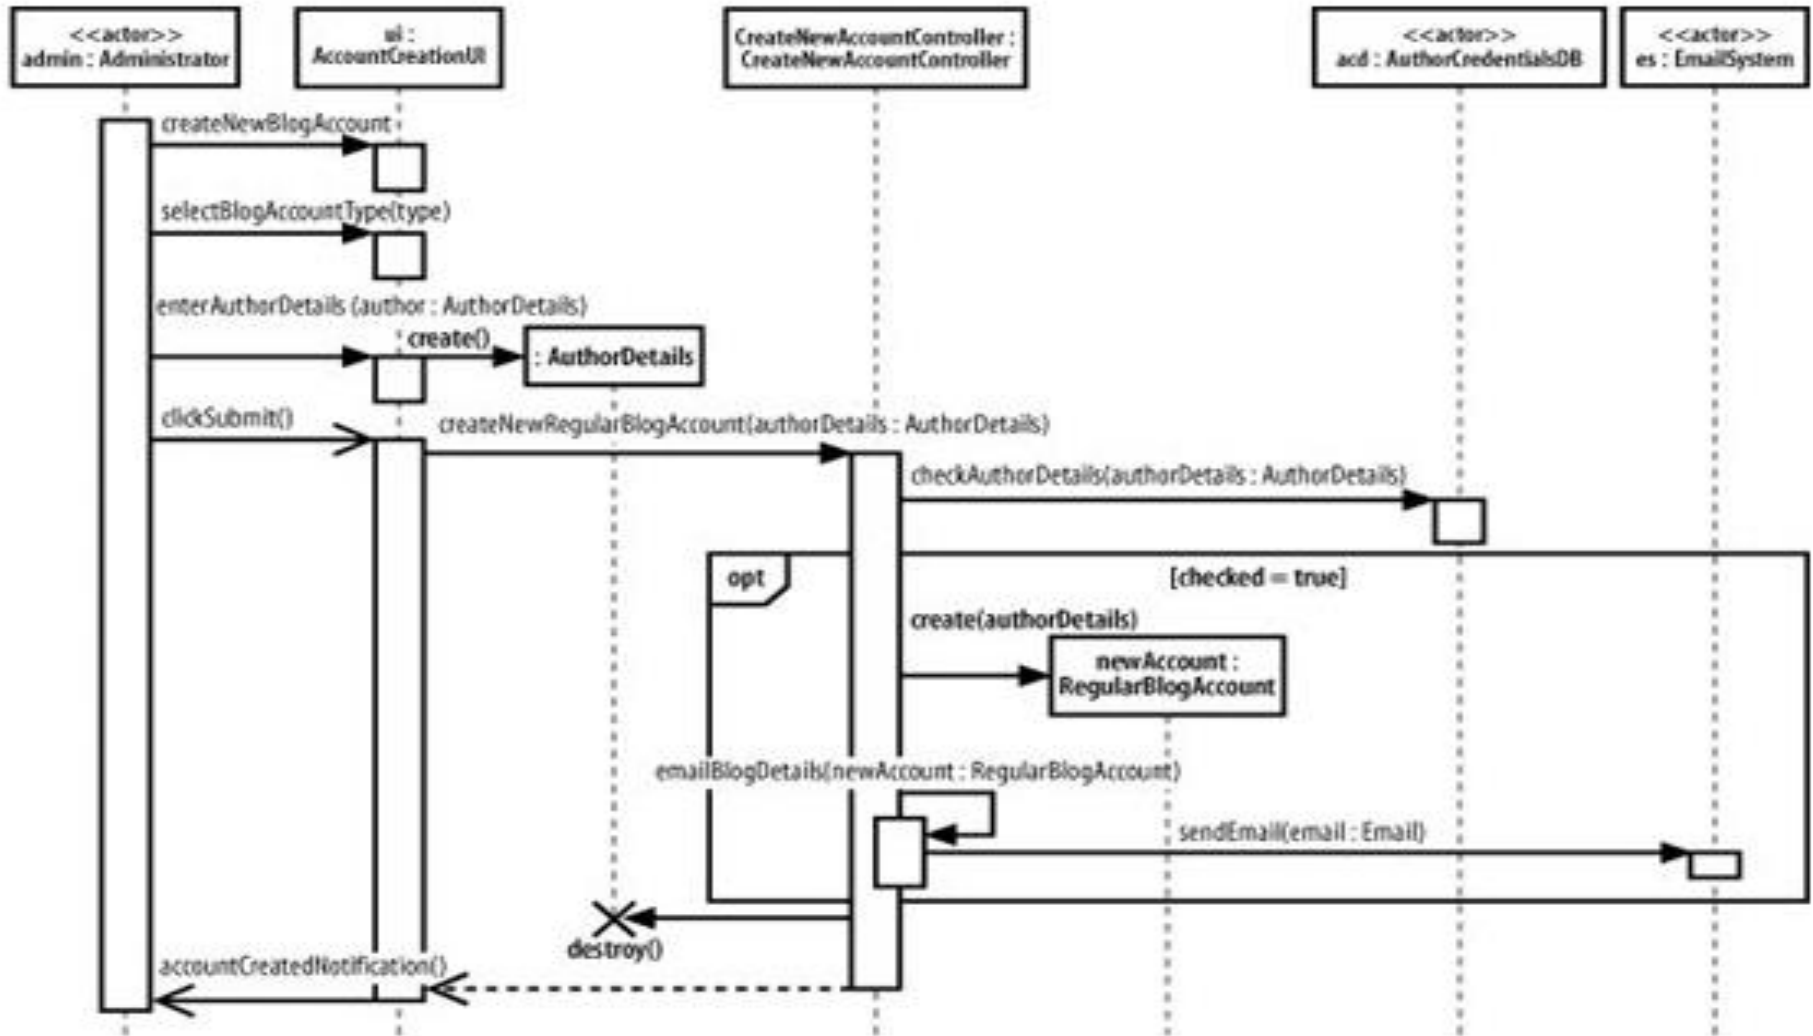 <<actor>>
admin : Administrator
ui :
AccountCreationUI
CreateNewAccountController :
CreateNewAccountController
<<actor>>
acd : AuthorCredentialsDB
<<actor>>
es : EmailSystem
createNewBlogAccount
selectBlogAccountType(type)
enterAuthorDetails (author : AuthorDetails)
create()
: AuthorDetails
clickSubmit()
createNewRegularBlogAccount(authorDetails : AuthorDetails)
checkAuthorDetails(authorDetails : AuthorDetails)
opt
[checked = true]
create(authorDetails)
newAccount :
RegularBlogAccount
emailBlogDetails(newAccount : RegularBlogAccount)
sendEmail(email : Email)
destroy()
accountCreatedNotification()